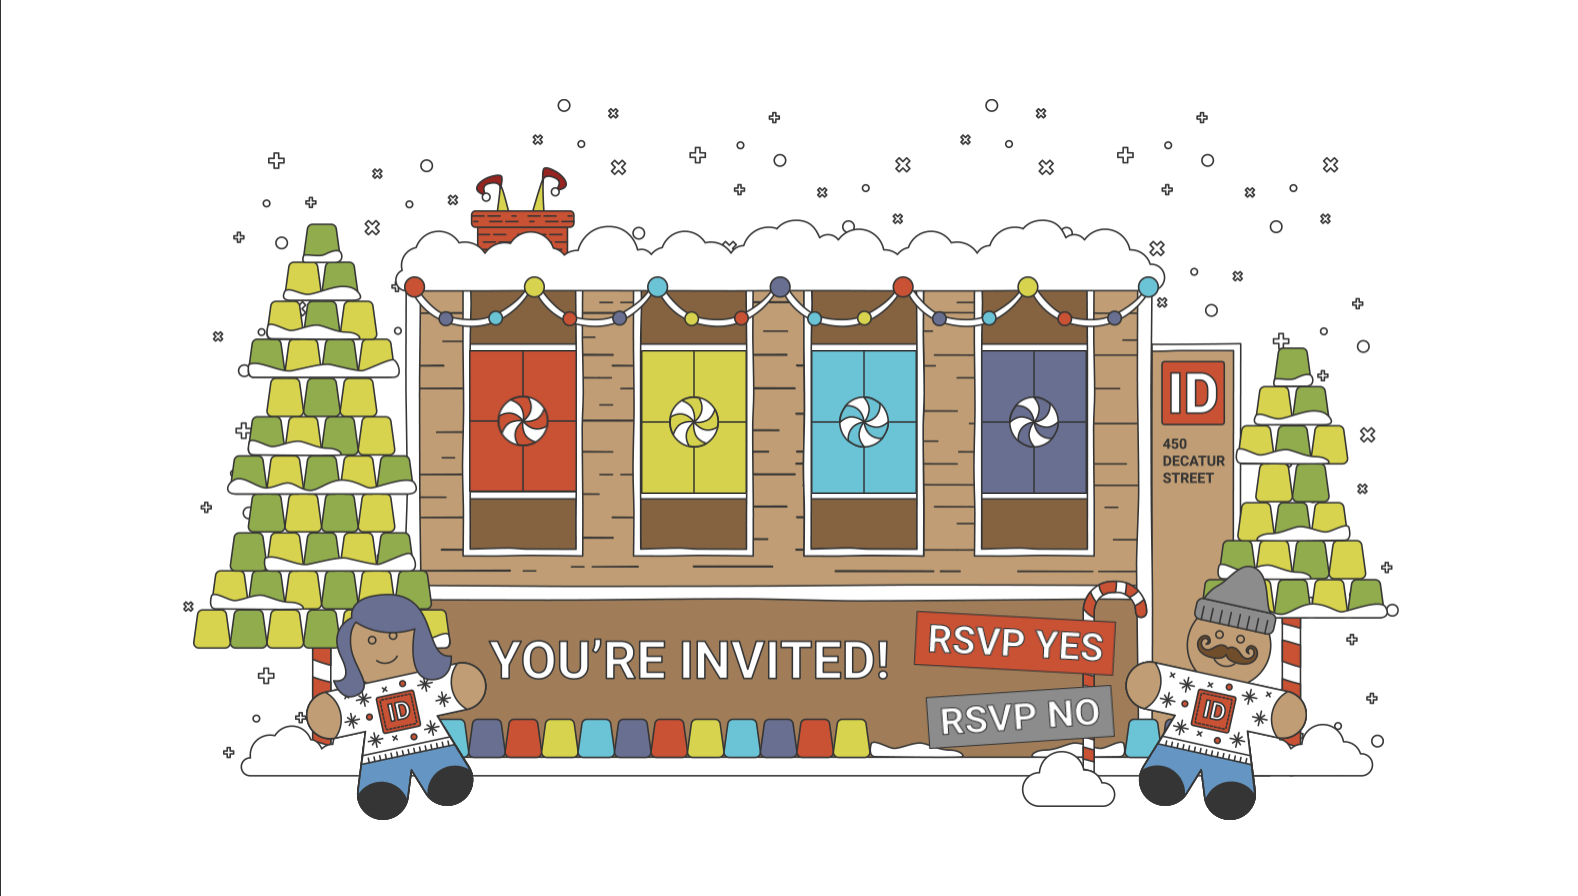 ID
450
DECATUR
STREET
YOU’RE INVITED!
RSVP YES
RSVP NO
ID
ID